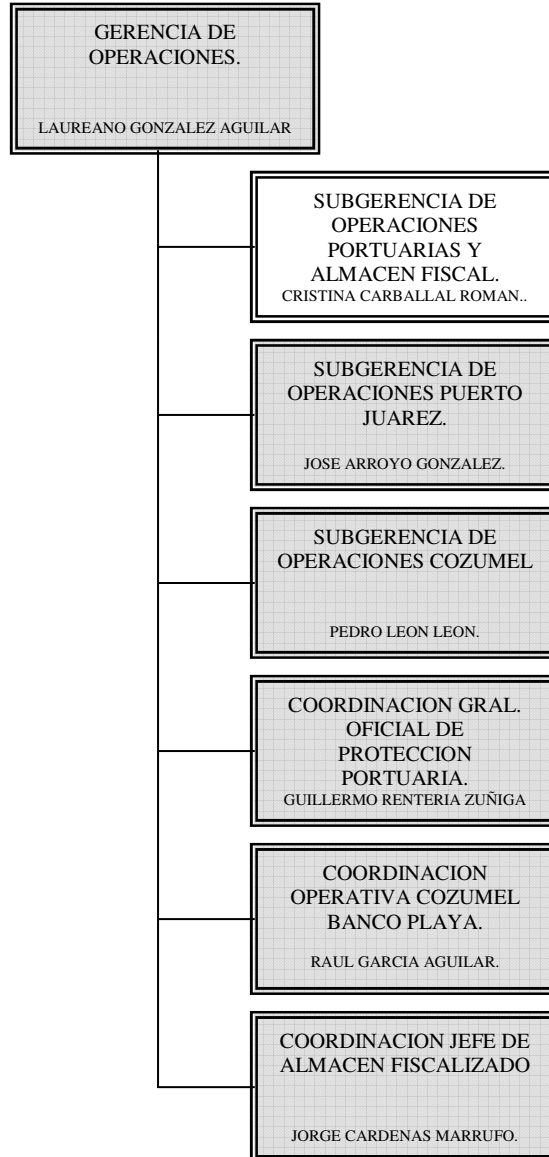 GERENCIA DE
OPERACIONES.
LAUREANO GONZALEZ AGUILAR
SUBGERENCIA DE
OPERACIONES
PORTUARIAS Y
ALMACEN FISCAL.
CRISTINA CARBALLAL ROMAN..
SUBGERENCIA DE
OPERACIONES PUERTO
JUAREZ.
JOSE ARROYO GONZALEZ.
SUBGERENCIA DE
OPERACIONES COZUMEL
PEDRO LEON LEON.
COORDINACION GRAL.
OFICIAL DE
PROTECCION
PORTUARIA.
GUILLERMO RENTERIA ZUÑIGA
COORDINACION
OPERATIVA COZUMEL
BANCO PLAYA.
RAUL GARCIA AGUILAR.
COORDINACION JEFE DE
ALMACEN FISCALIZADO
JORGE CARDENAS MARRUFO.